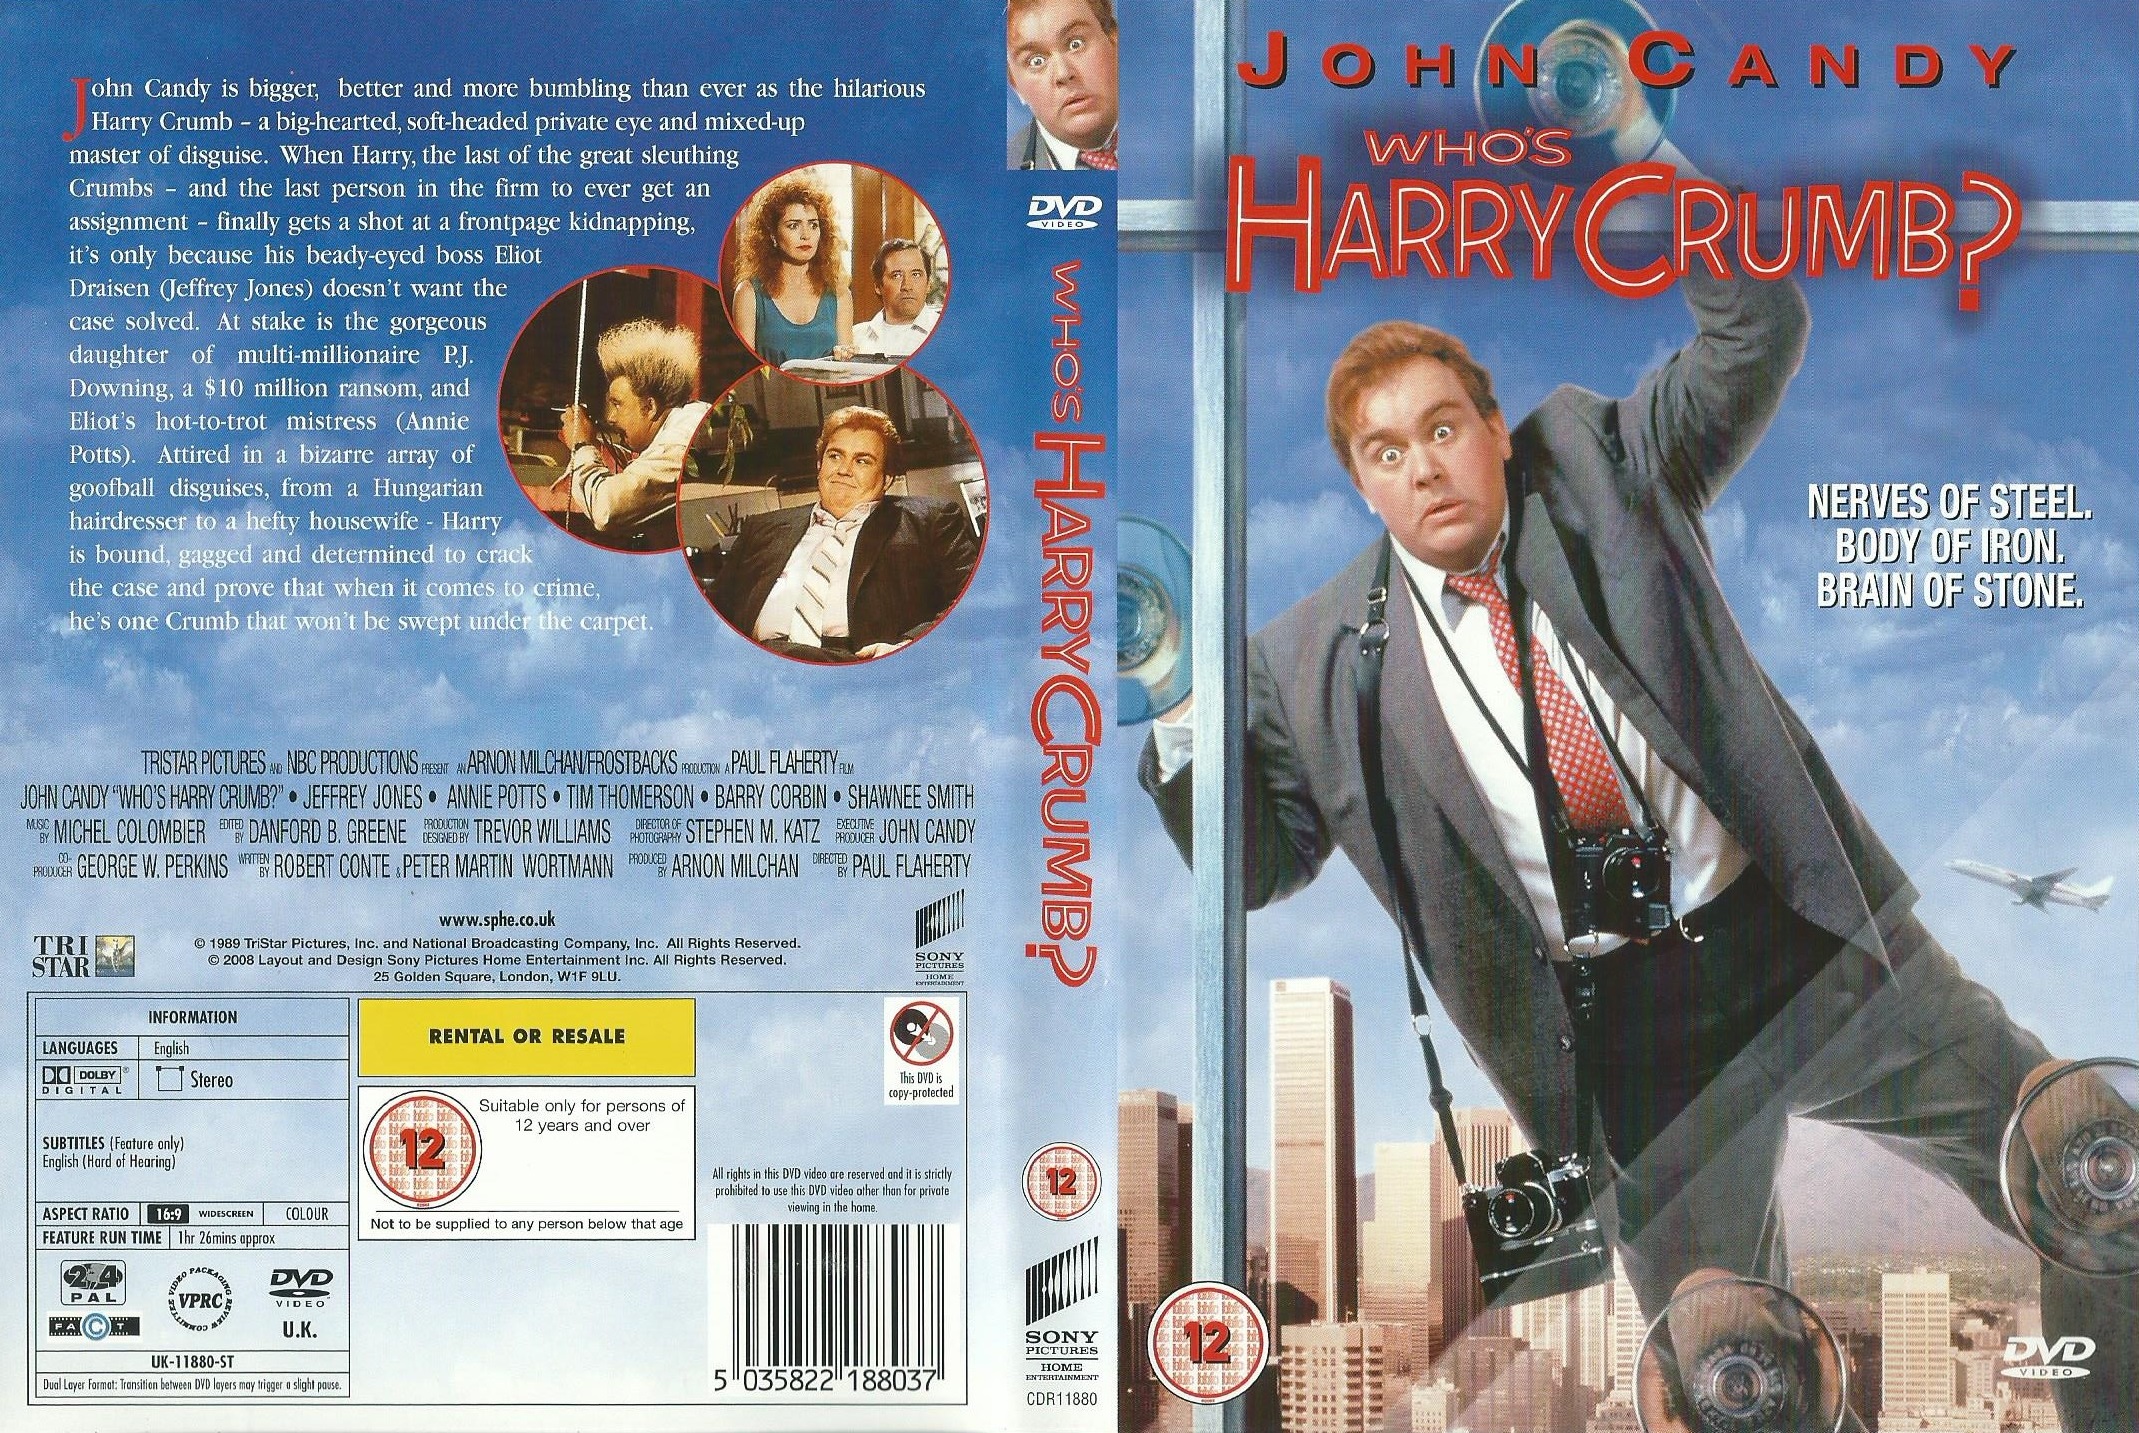 John Candy is bigger, better and more bumbling than ever as the hilarious
Harry Crumb – a big-hearted, soft-headed private eye and mixed-up
master of disguise. When Harry, the last of the great sleuthing
Crumbs – and the last person in the firm to ever get an
assignment – finally gets a shot at a frontpage kidnapping,
it's only because his beady-eyed boss Eliot
Draisen (Jeffrey Jones) doesn't want the
case solved. At stake is the gorgeous
daughter of multi-millionaire P.J.
Downing, a $10 million ransom, and
Eliot's hot-to-trot mistress (Annie
Potts). Attired in a bizarre array of
goofball disguises, from a Hungarian
hairdresser to a hefty housewife - Harry
is bound, gagged and determined to crack
the case and prove that when it comes to crime,
he's one Crumb that won't be swept under the carpet.
TRISTAR PICTURES AND NBC PRODUCTIONS PRESENT AN ARNON MILCHAN/FROSTBACKS PRODUCTION A PAUL FLAHERTY FILM
JOHN CANDY "WHO'S HARRY CRUMB?" • JEFFREY JONES • ANNIE POTTS • TIM THOMERSON • BARRY CORBIN • SHAWNEE SMITH
MUSIC BY MICHEL COLOMBIER EDITED BY DANFORD B. GREENE PRODUCTION DESIGNED BY TREVOR WILLIAMS DIRECTOR OF PHOTOGRAPHY STEPHEN M. KATZ EXECUTIVE PRODUCER JOHN CANDY
CO-PRODUCER GEORGE W. PERKINS WRITTEN BY ROBERT CONTE & PETER MARTIN WORTMANN PRODUCED BY ARNON MILCHAN DIRECTED BY PAUL FLAHERTY
www.sphe.co.uk
TRI
STAR
© 1989 TriStar Pictures, Inc. and National Broadcasting Company, Inc. All Rights Reserved.
© 2008 Layout and Design Sony Pictures Home Entertainment Inc. All Rights Reserved.
25 Golden Square, London, W1F 9LU.
SONY
PICTURES
HOME
ENTERTAINMENT
INFORMATION
LANGUAGES English
DOLBY®
DIGITAL
Stereo
SUBTITLES (Feature only)
English (Hard of Hearing)
ASPECT RATIO 16:9 WIDESCREEN COLOUR
FEATURE RUN TIME 1hr 26mins approx
2 4
PAL
VIDEO PACKAGING REVIEW COMMITTEE
VPRC
DVD
VIDEO
FACT
U.K.
UK-11880-ST
Dual Layer Format: Transition between DVD layers may trigger a slight pause.
RENTAL OR RESALE
12
Suitable only for persons of
12 years and over
Not to be supplied to any person below that age
This DVD is
copy-protected
All rights in this DVD video are reserved and it is strictly
prohibited to use this DVD video other than for private
viewing in the home.
5 035822 188037
DVD
VIDEO
WHO'S HARRY CRUMB?
12
SONY
PICTURES
HOME
ENTERTAINMENT
CDR11880
JOHN CANDY
WHO'S
HARRY CRUMB?
NERVES OF STEEL.
BODY OF IRON.
BRAIN OF STONE.
12
DVD
VIDEO